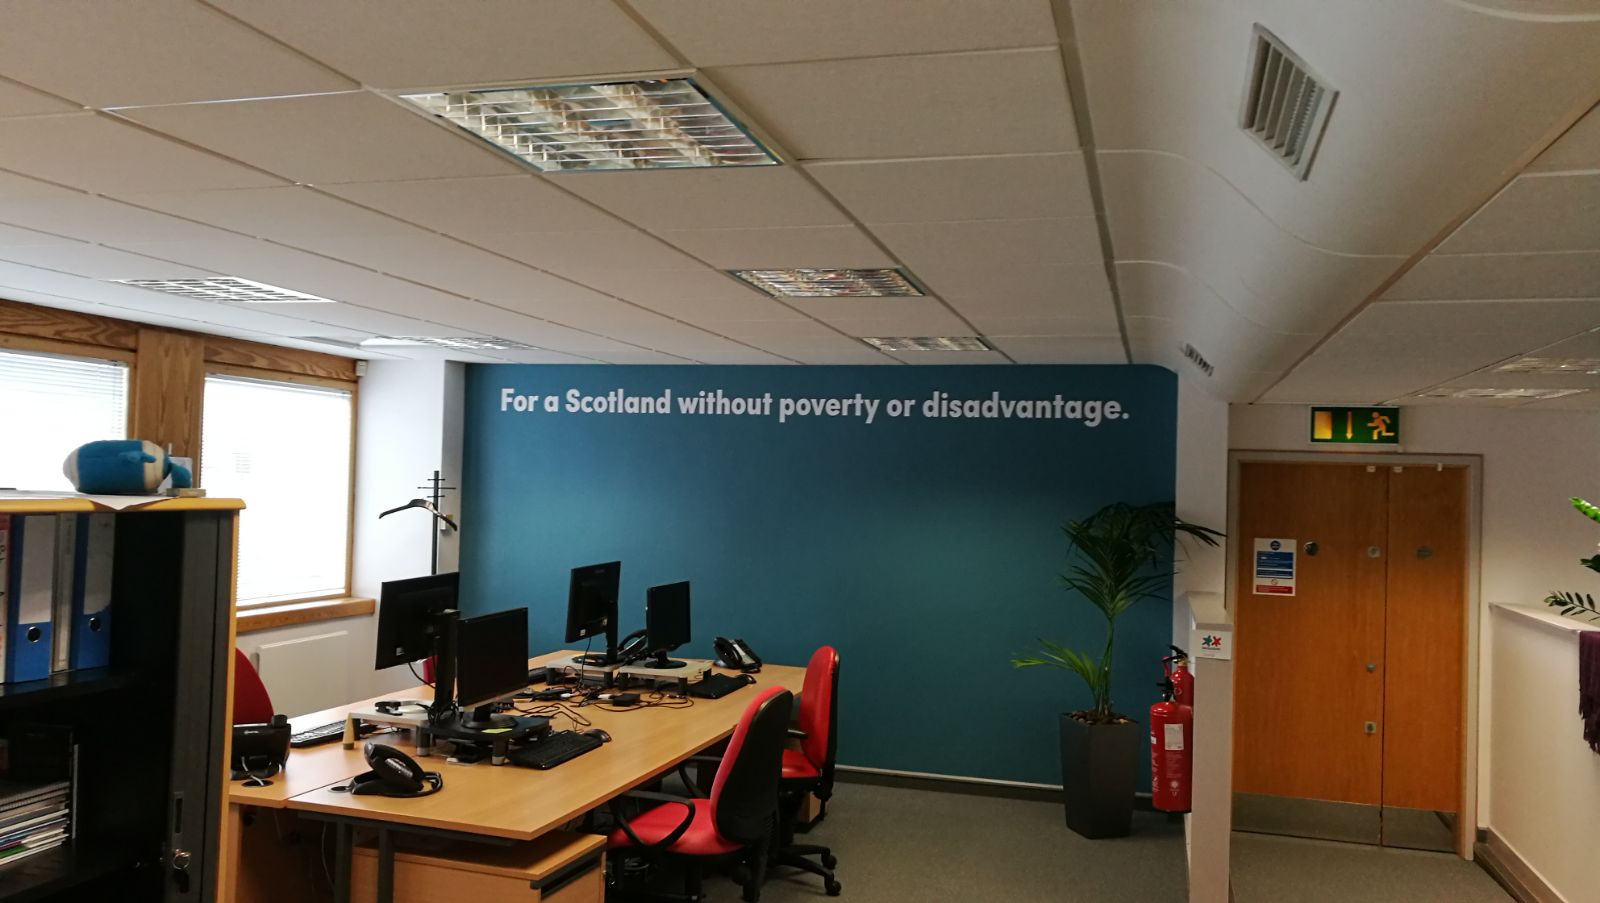 For a Scotland without poverty or disadvantage.